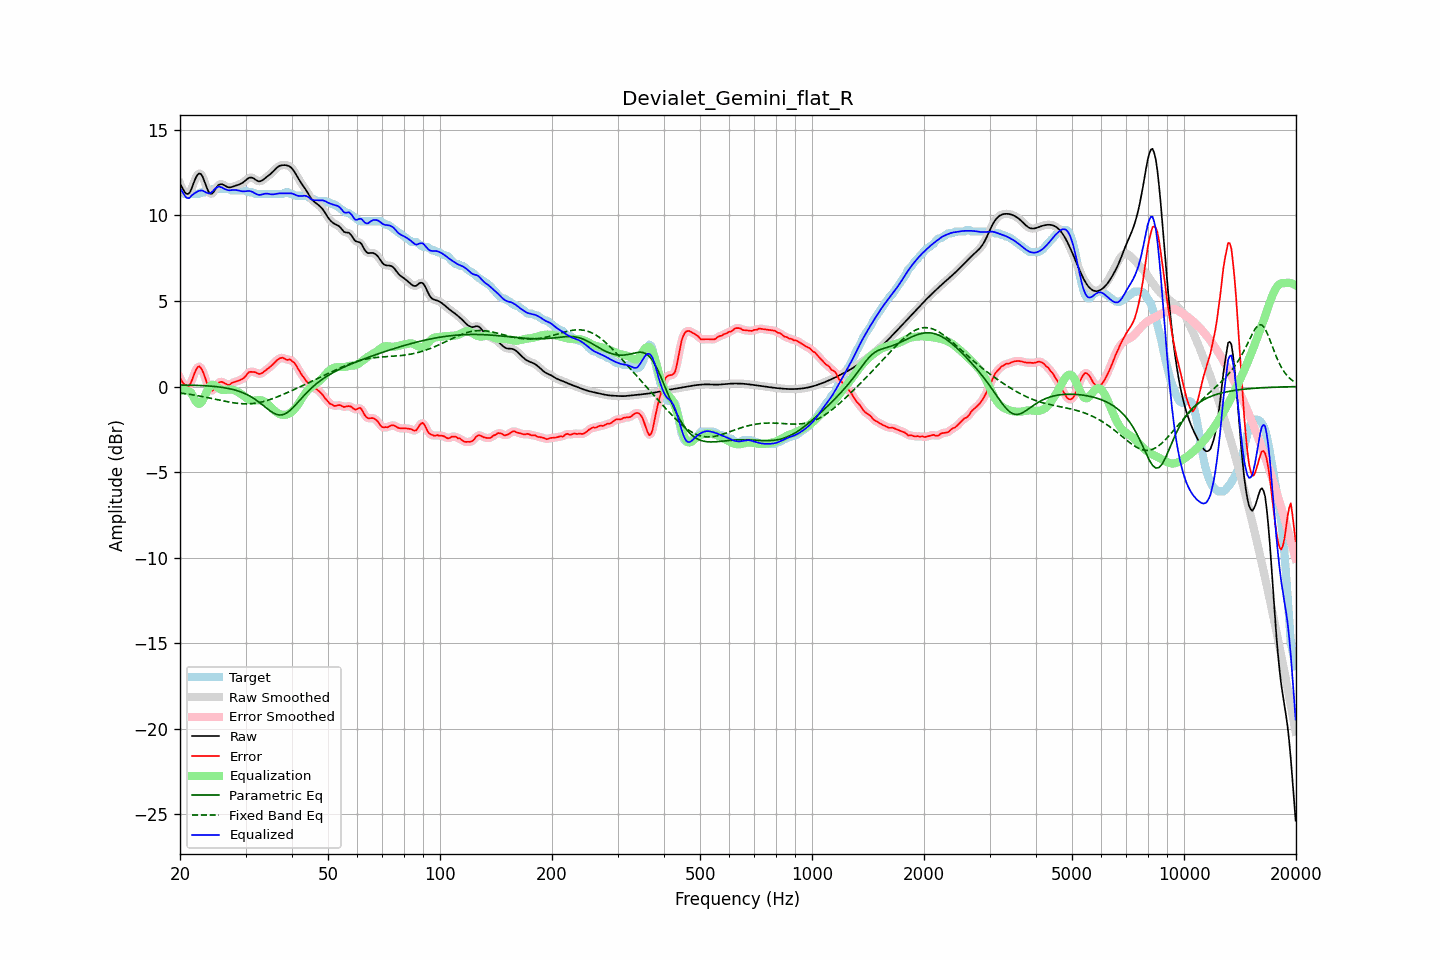 Devialet_Gemini_flat_R
Amplitude (dBr)
15
10
5
0
−5
−10
−15
−20
−25
Target
Raw Smoothed
Error Smoothed
Raw
Error
Equalization
Parametric Eq
Fixed Band Eq
Equalized
20 50 100 200 500 1000 2000 5000 10000 20000
Frequency (Hz)